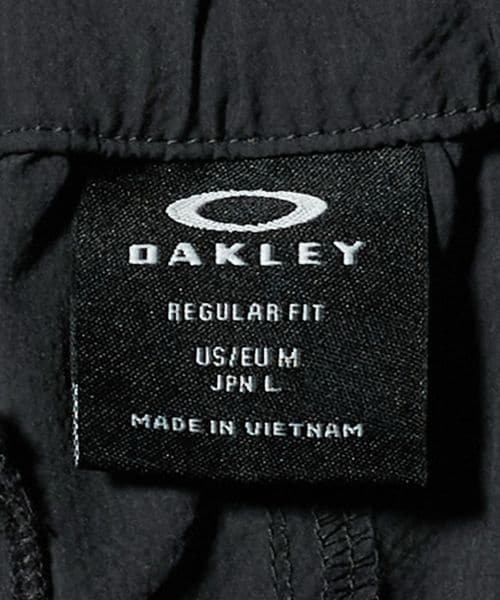 OAKLEY
REGULAR FIT
US/EU M
JPN L
MADE IN VIETNAM